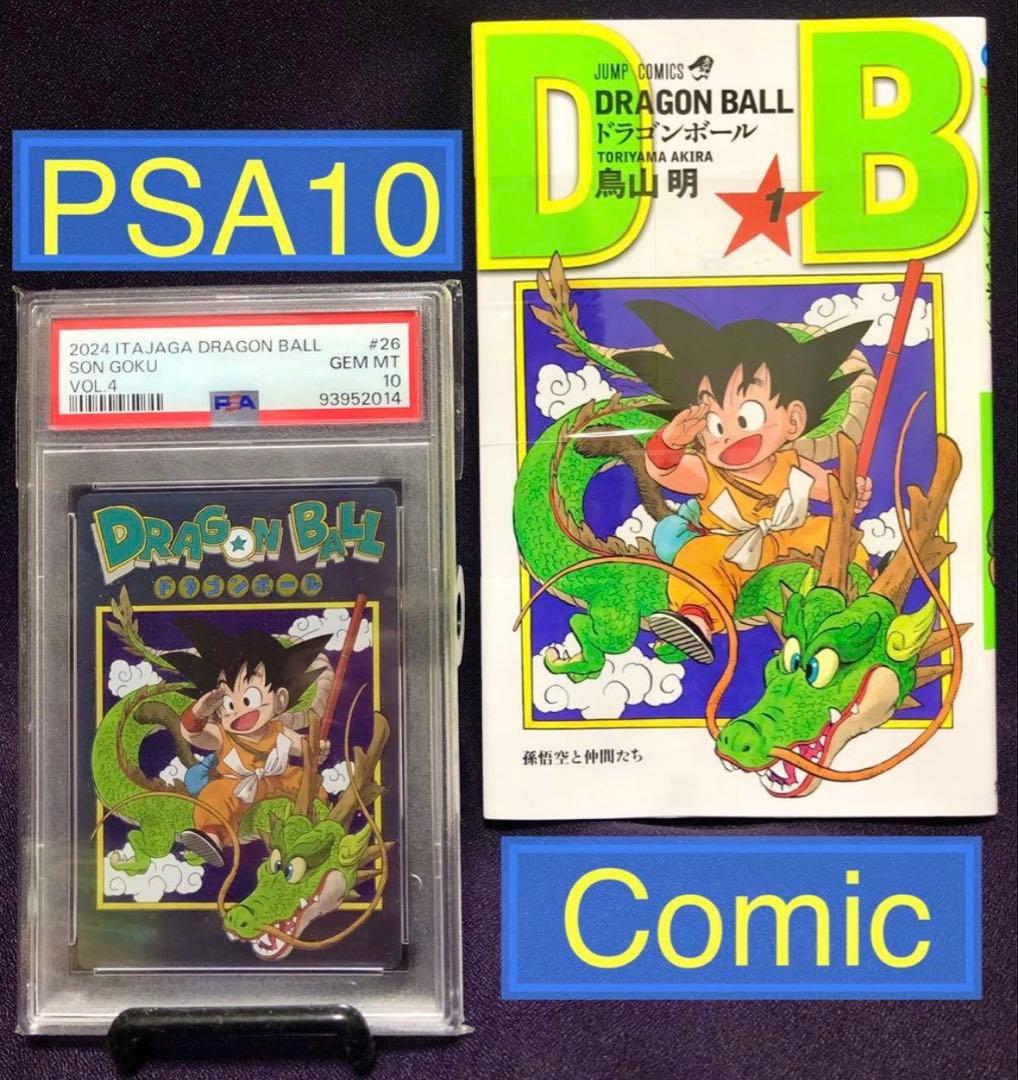 PSA10
2024 ITAJAGA DRAGON BALL #26
SON GOKU GEM MT
VOL.4 10
PSA 93952014
DRAGON BALL
ドラゴンボール
D B
JUMP COMICS
DRAGON BALL
ドラゴンボール
TORIYAMA AKIRA
鳥山明
1
孫悟空と仲間たち
Comic